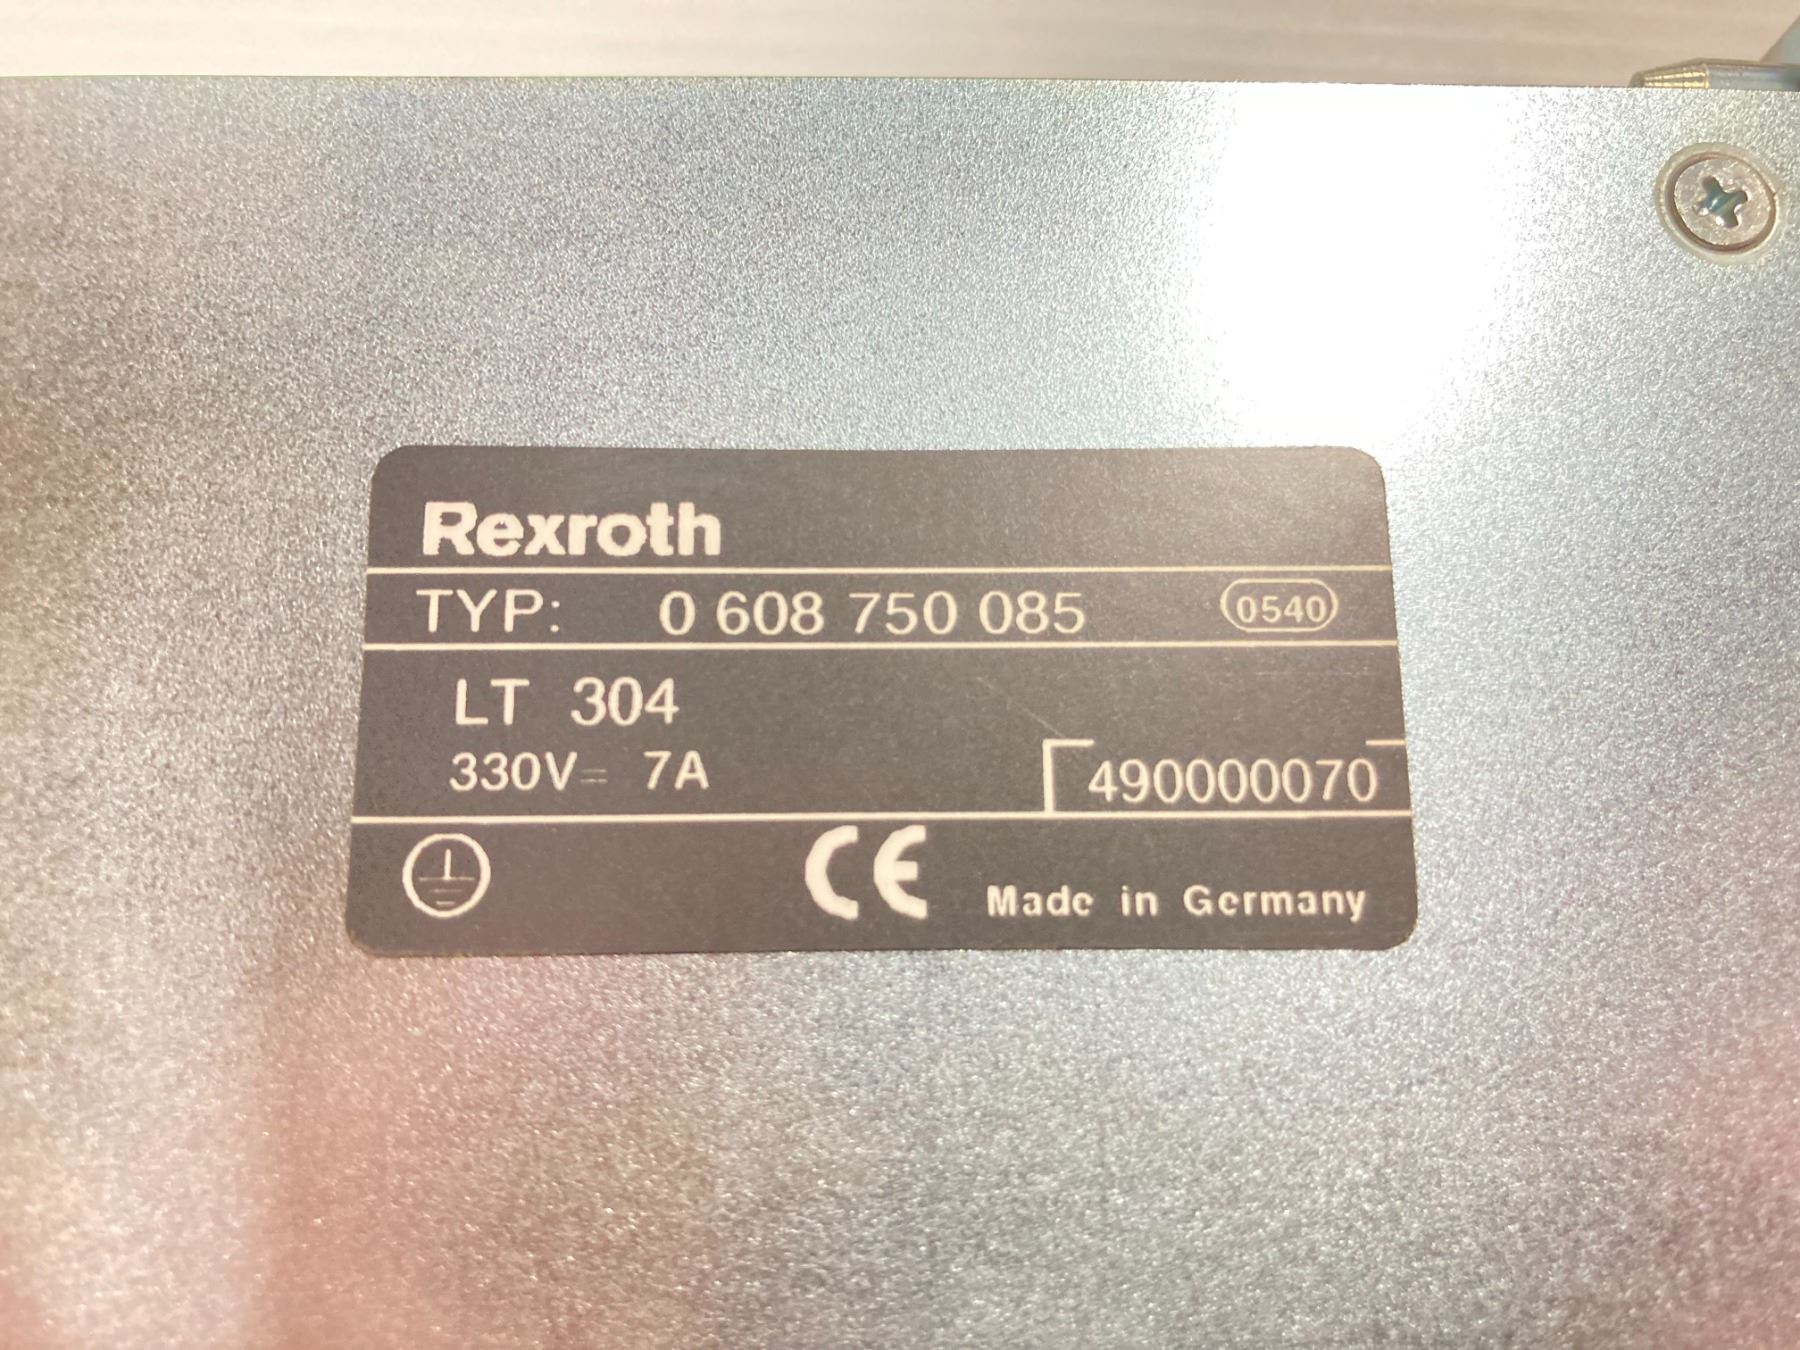 Rexroth
TYP: 0 608 750 085 0540
LT 304
330V= 7A
490000070
CE Made in Germany